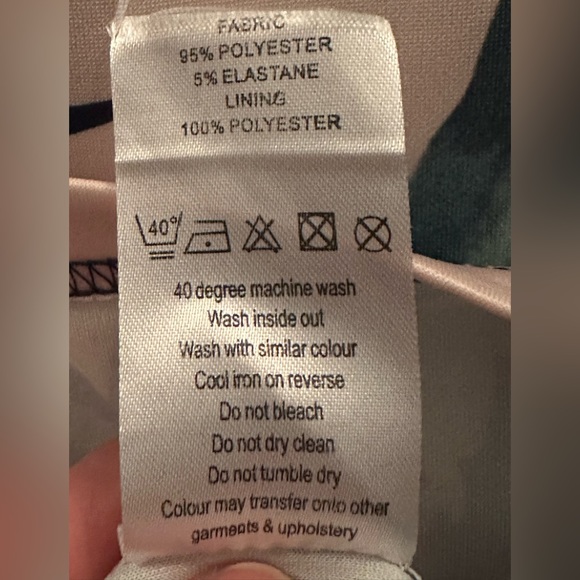 FABRIC
95% POLYESTER
5% ELASTANE
LINING
100% POLYESTER
40°
40 degree machine wash
Wash inside out
Wash with similar colour
Cool iron on reverse
Do not bleach
Do not dry clean
Do not tumble dry
Colour may transfer onto other
garments & upholstery